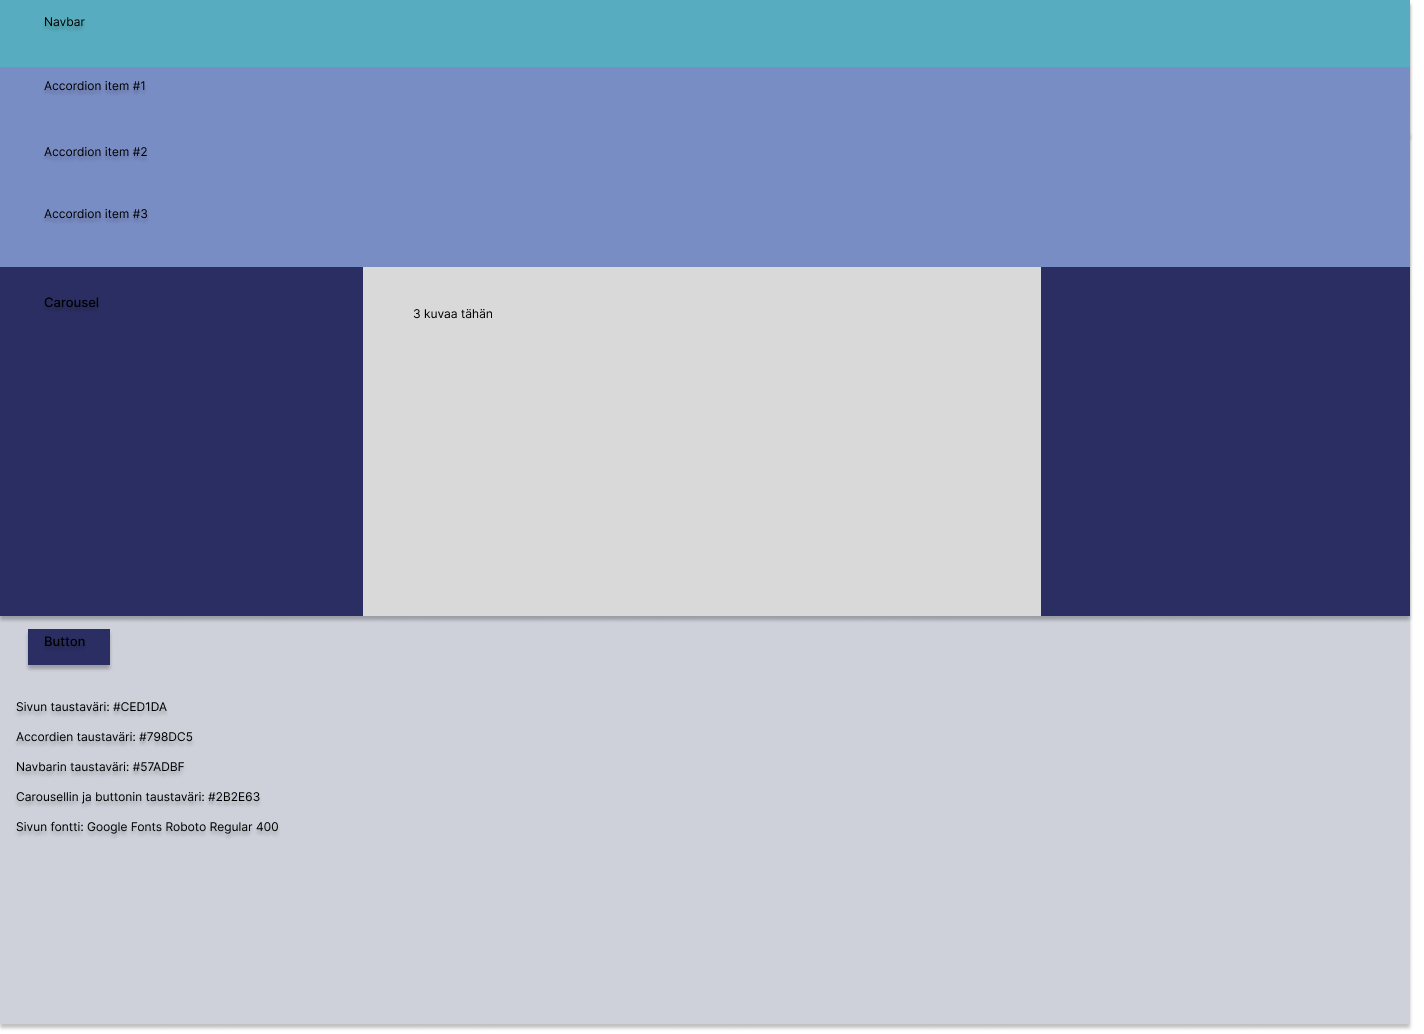 Navbar
Accordion item #1
Accordion item #2
Accordion item #3
Carousel
3 kuvaa tähän
Button
Sivun taustaväri: #CED1DA
Accordien taustaväri: #798DC5
Navbarin taustaväri: #57ADBF
Carousellin ja buttonin taustaväri: #2B2E63
Sivun fontti: Google Fonts Roboto Regular 400